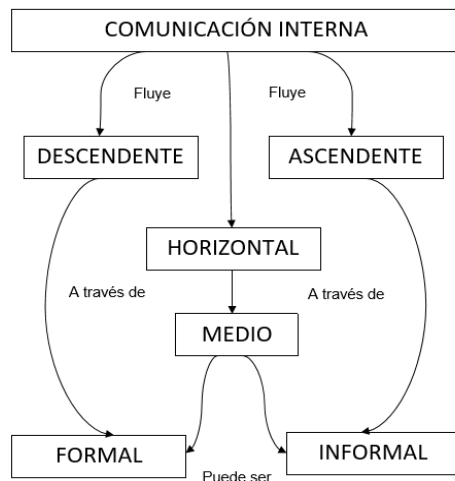 COMUNICACIÓN INTERNA
Fluye
Fluye
DESCENDENTE
ASCENDENTE
HORIZONTAL
A través de
A través de
MEDIO
FORMAL
INFORMAL
Puede ser